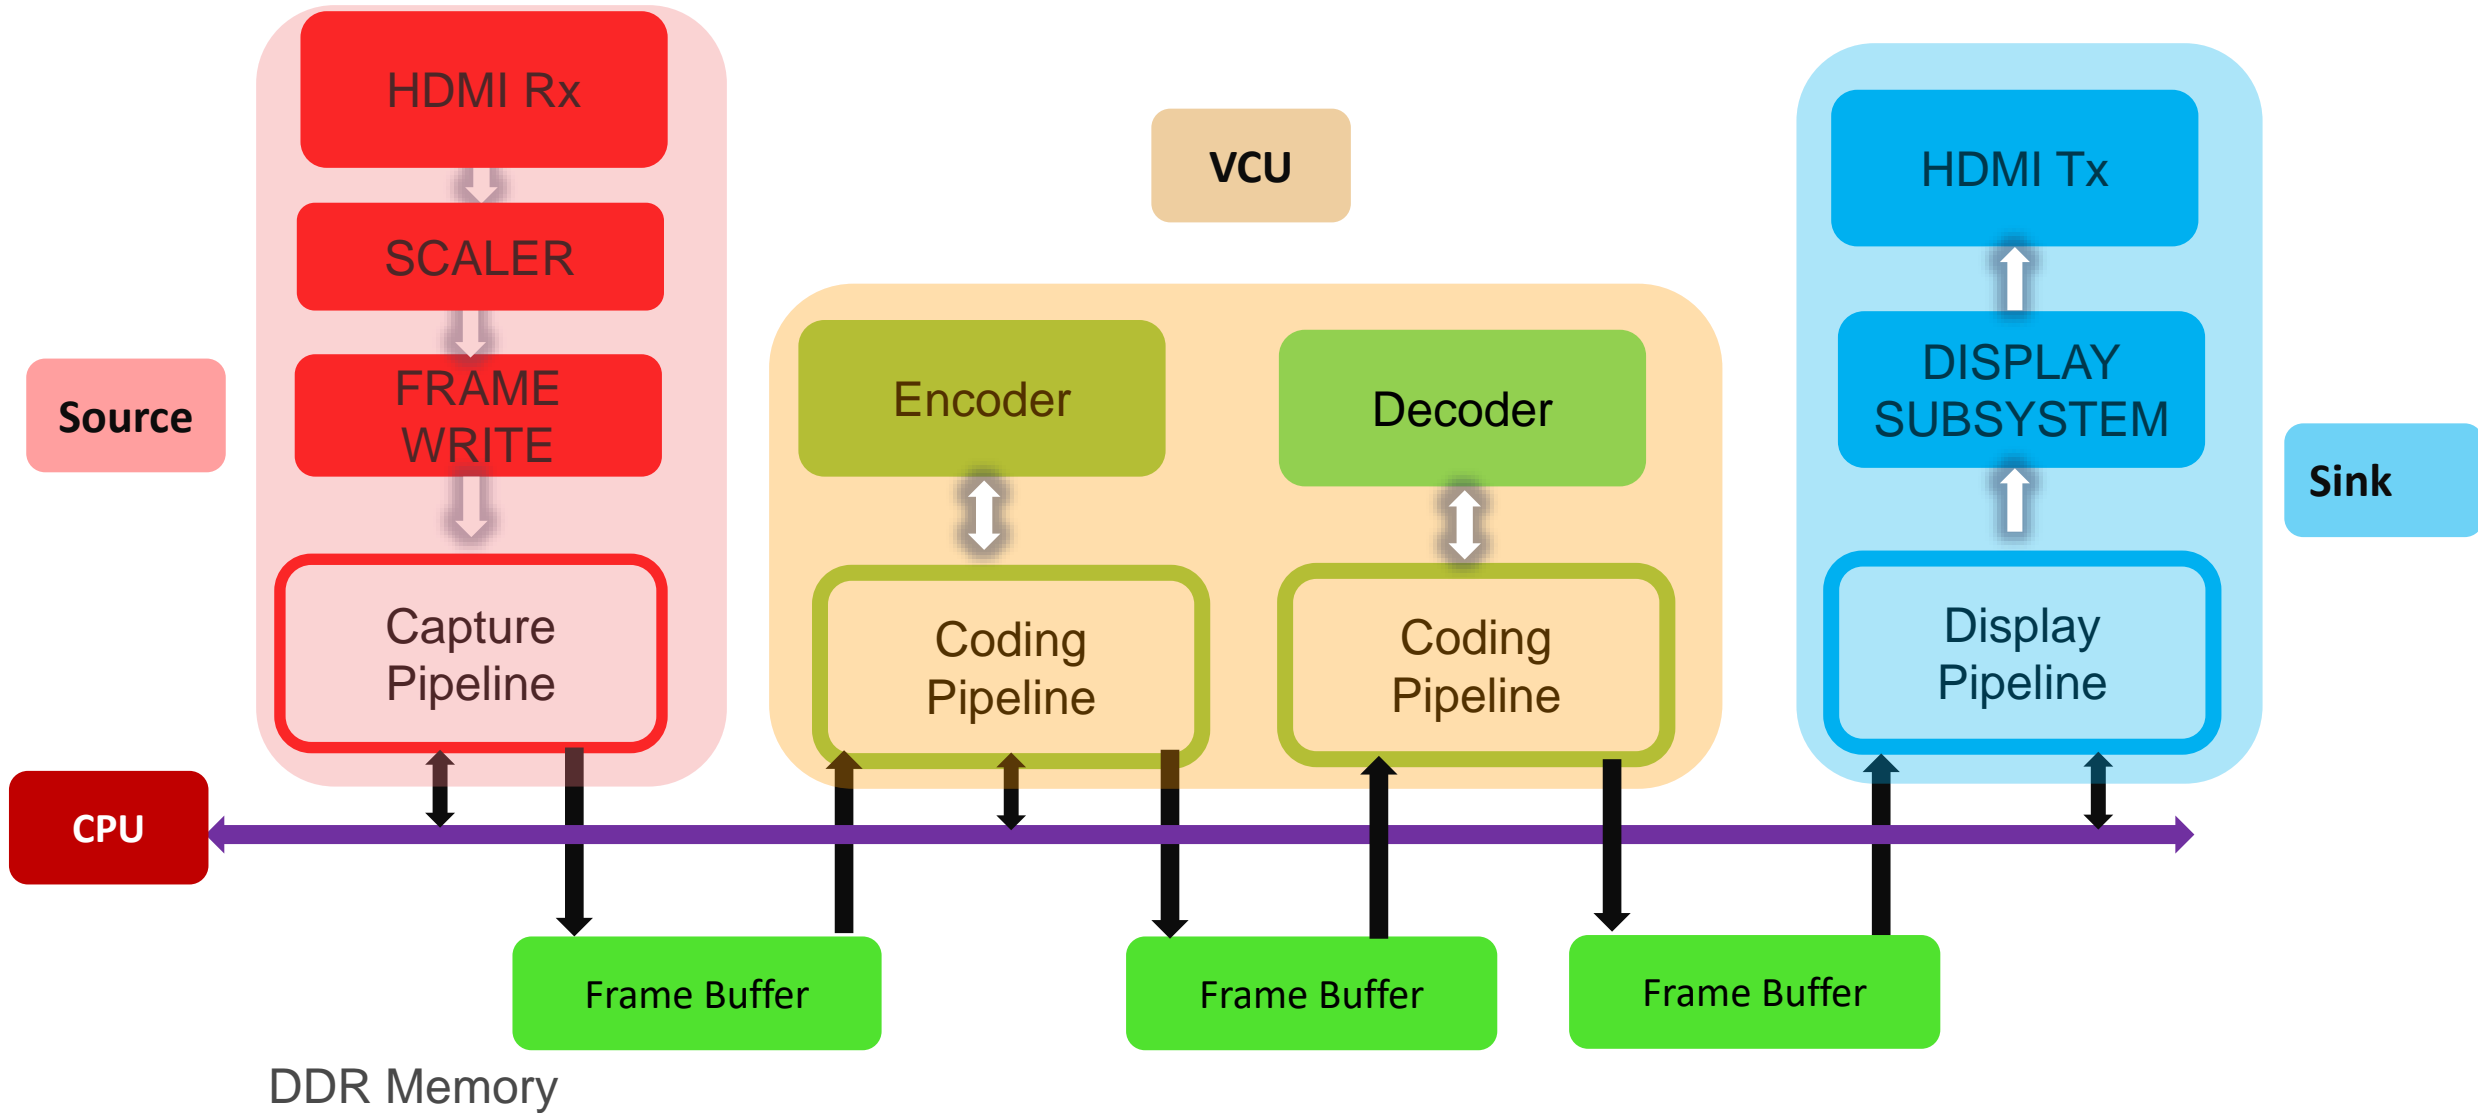 HDMI Rx
SCALER
FRAME
WRITE
Capture
Pipeline
Source
CPU
VCU
Encoder
Decoder
Coding
Pipeline
Coding
Pipeline
HDMI Tx
DISPLAY
SUBSYSTEM
Display
Pipeline
Sink
Frame Buffer
Frame Buffer
Frame Buffer
DDR Memory